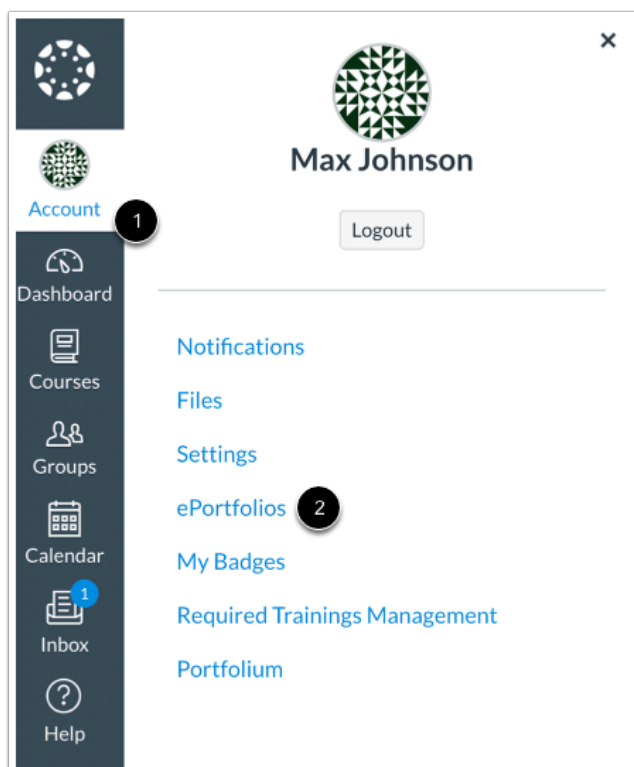 Account
1
Dashboard
Courses
Groups
Calendar
1
Inbox
Help
×
Max Johnson
Logout
Notifications
Files
Settings
ePortfolios 2
My Badges
Required Trainings Management
Portfolium